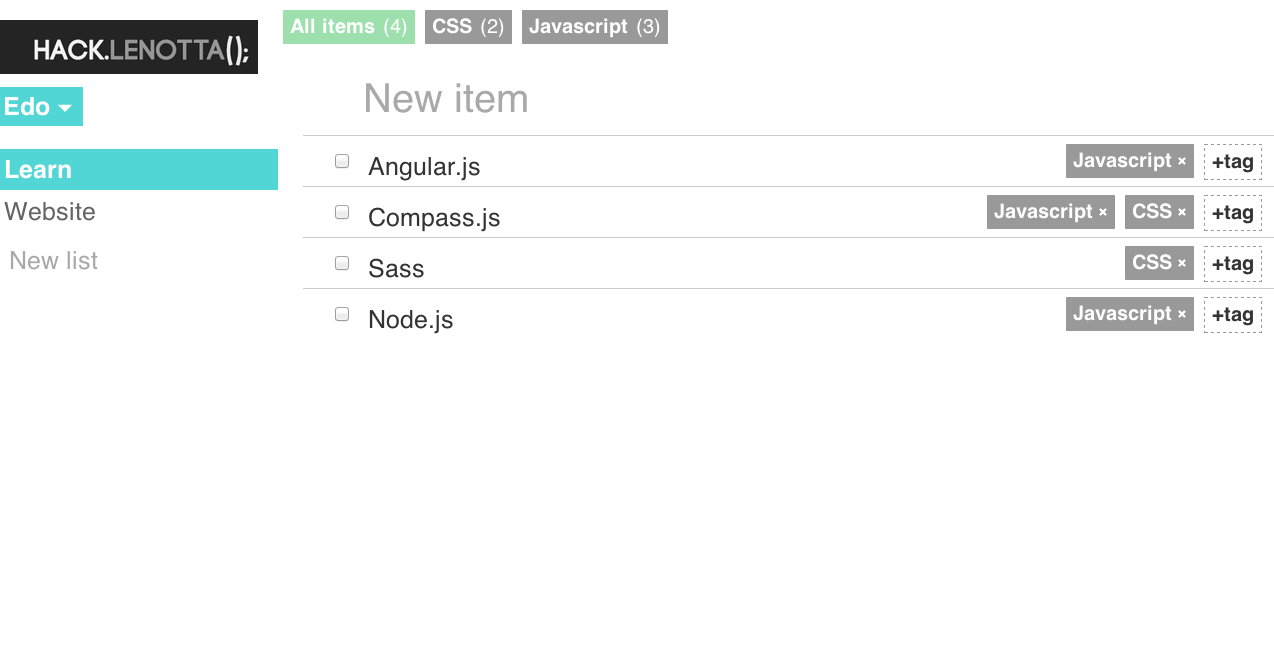 HACK.LENOTTA();
Edo
Learn
Website
New list
All items (4) CSS (2) Javascript (3)
New item
Angular.js Javascript × +tag
Compass.js Javascript × CSS × +tag
Sass CSS × +tag
Node.js Javascript × +tag